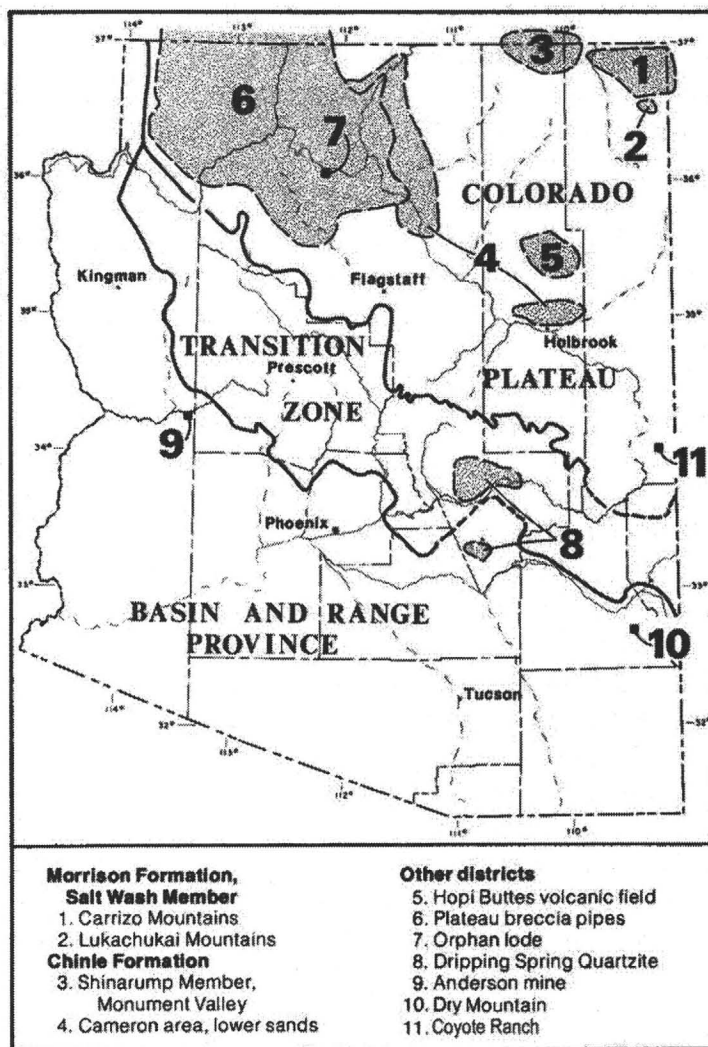 114°
113°
112°
111°
110°
37°
37°
3
1
6
2
7
36°
36°
COLORADO
4
5
Kingman
Flagstaff
35°
35°
Holbrook
TRANSITION
Prescott
PLATEAU
ZONE
9
34°
11
Phoenix
8
33°
33°
BASIN AND RANGE
PROVINCE
10
Tucson
114°
32°
32°
113°
112°
111°
110°
Morrison Formation,
Salt Wash Member
1. Carrizo Mountains
2. Lukachukai Mountains
Chinle Formation
3. Shinarump Member,
Monument Valley
4. Cameron area, lower sands
Other districts
5. Hopi Buttes volcanic field
6. Plateau breccia pipes
7. Orphan lode
8. Dripping Spring Quartzite
9. Anderson mine
10. Dry Mountain
11. Coyote Ranch